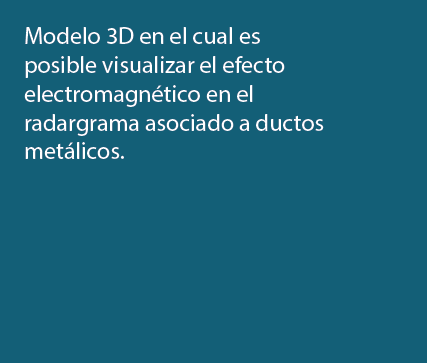 Modelo 3D en el cual es
posible visualizar el efecto
electromagnético en el
radargrama asociado a ductos
metálicos.